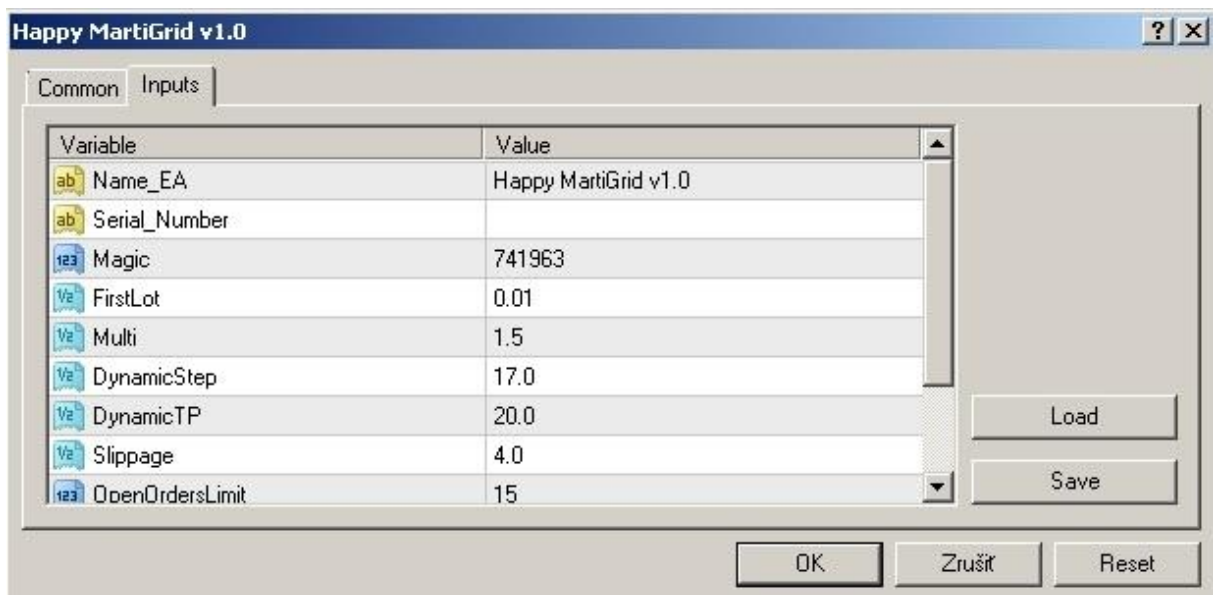 Happy MartiGrid v1.0
Common Inputs
Variable Value
Name_EA Happy MartiGrid v1.0
Serial_Number
Magic 741963
FirstLot 0.01
Multi 1.5
DynamicStep 17.0
DynamicTP 20.0
Slippage 4.0
OpenOrdersLimit 15
Load
Save
OK Zrušiť Reset